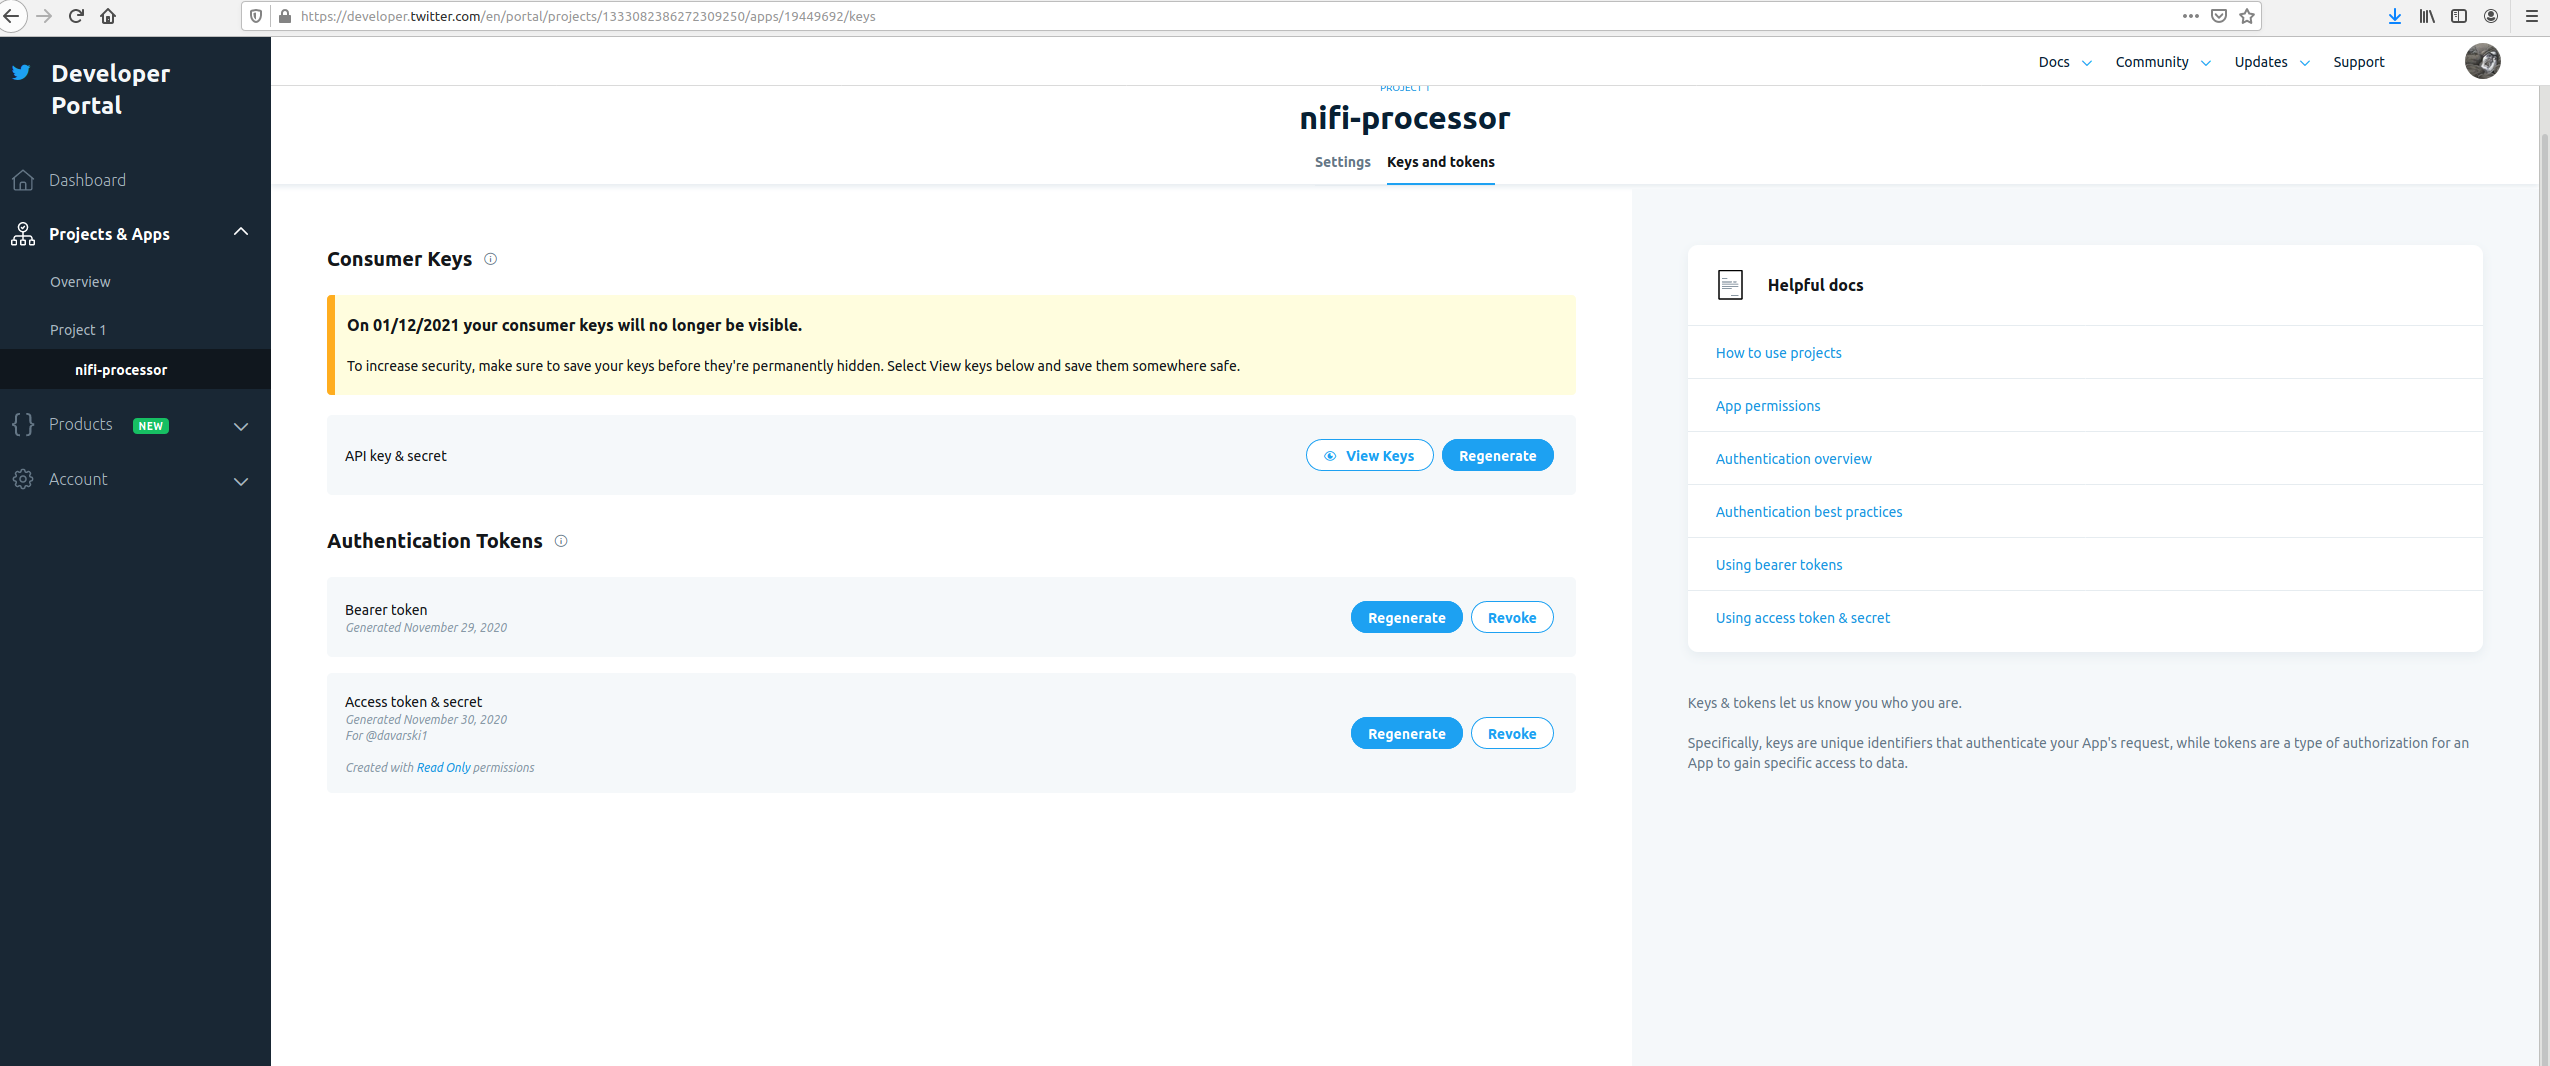 https://developer.twitter.com/en/portal/projects/1333082386272309250/apps/19449692/keys
Developer
Portal
Dashboard
Projects & Apps
Overview
Project 1
nifi-processor
Products NEW
Account
Docs Community Updates Support
PROJECT 1
nifi-processor
Settings Keys and tokens
Consumer Keys
On 01/12/2021 your consumer keys will no longer be visible.
To increase security, make sure to save your keys before they're permanently hidden. Select View keys below and save them somewhere safe.
API key & secret
View Keys Regenerate
Authentication Tokens
Bearer token
Generated November 29, 2020
Regenerate Revoke
Access token & secret
Generated November 30, 2020
For @davarski1
Created with Read Only permissions
Regenerate Revoke
Helpful docs
How to use projects
App permissions
Authentication overview
Authentication best practices
Using bearer tokens
Using access token & secret
Keys & tokens let us know you who you are.
Specifically, keys are unique identifiers that authenticate your App's request, while tokens are a type of authorization for an
App to gain specific access to data.